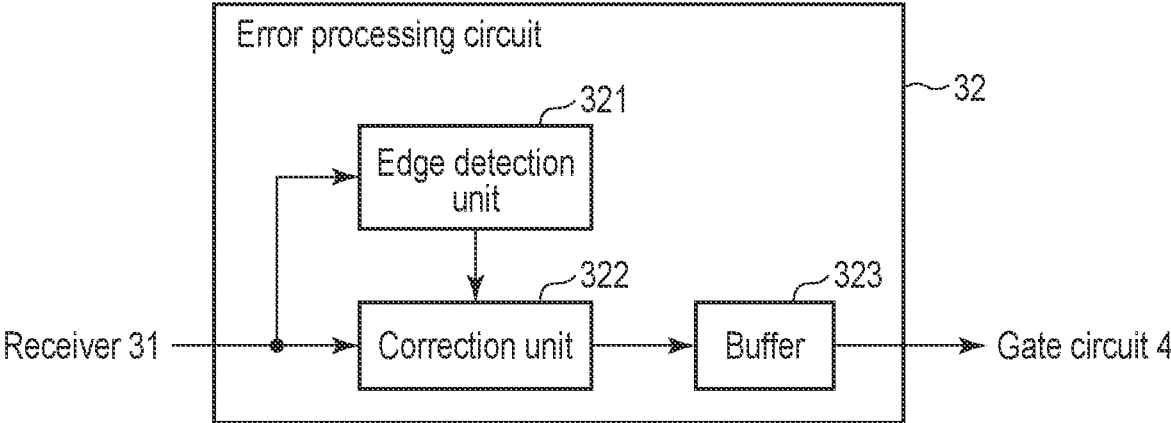 Error processing circuit
32
321
Edge detection
unit
322
323
Receiver 31
Correction unit
Buffer
Gate circuit 4